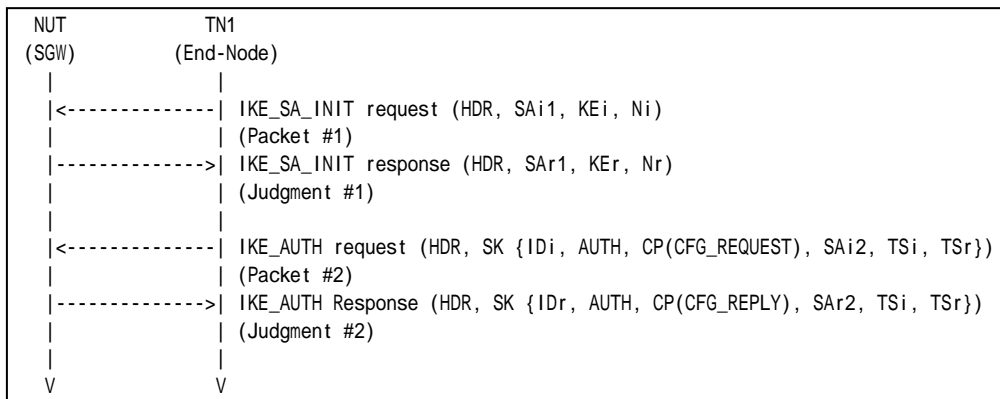 NUT TN1
(SGW) (End-Node)
| |
|<--------------| IKE_SA_INIT request (HDR, SAi1, KEi, Ni)
| | (Packet #1)
|-------------->| IKE_SA_INIT response (HDR, SAr1, KEr, Nr)
| | (Judgment #1)
| |
|<--------------| IKE_AUTH request (HDR, SK {IDi, AUTH, CP(CFG_REQUEST), SAi2, TSi, TSr})
| | (Packet #2)
|-------------->| IKE_AUTH Response (HDR, SK {IDr, AUTH, CP(CFG_REPLY), SAr2, TSi, TSr})
| | (Judgment #2)
| |
V V